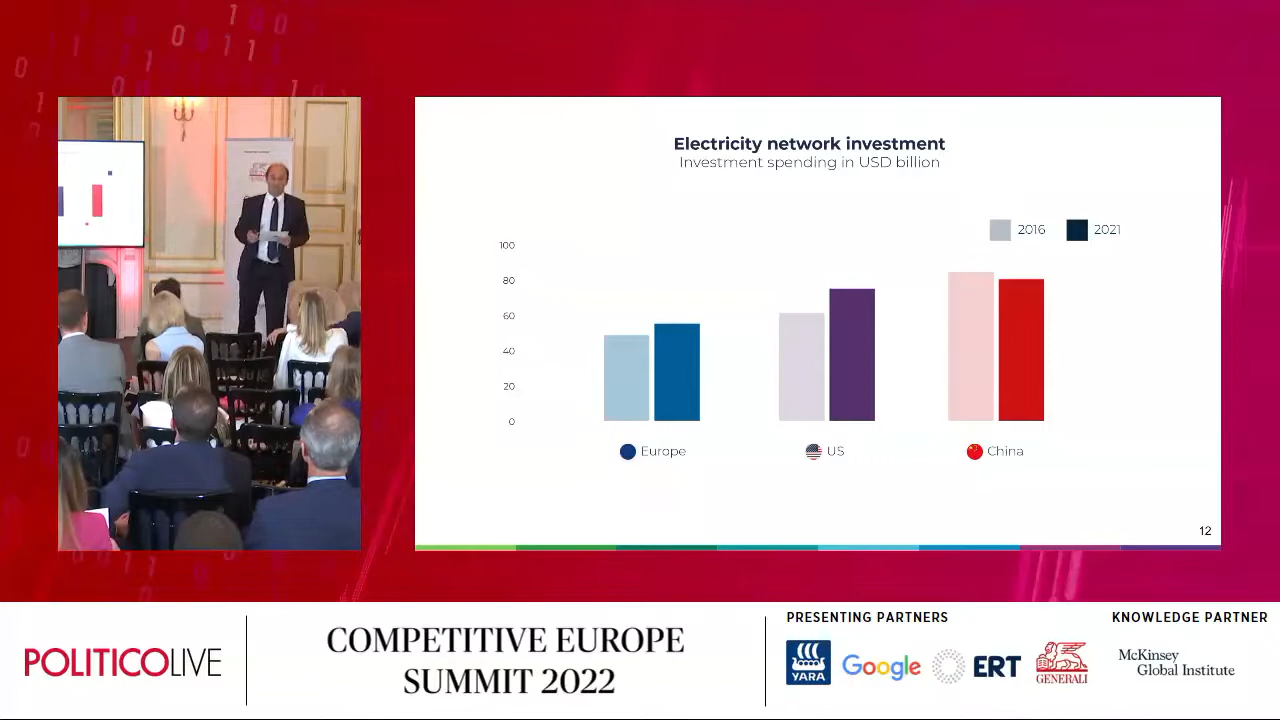 Electricity network investment
Investment spending in USD billion
2016 2021
100
80
60
40
20
0
Europe US China
12
POLITICOLIVE
COMPETITIVE EUROPE
SUMMIT 2022
PRESENTING PARTNERS
YARA
Google
ERT
GENERALI
KNOWLEDGE PARTNER
McKinsey
Global Institute